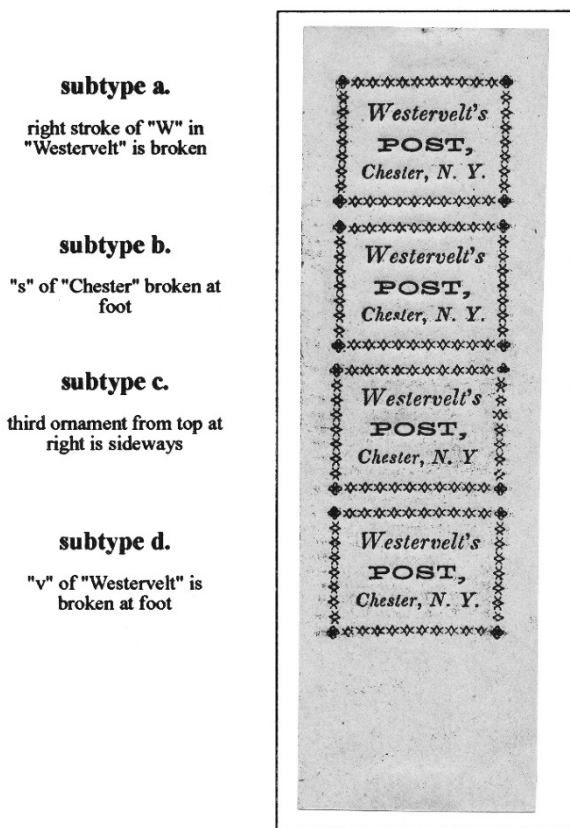 subtype a.
right stroke of "W" in
"Westervelt" is broken
subtype b.
"s" of "Chester" broken at
foot
subtype c.
third ornament from top at
right is sideways
subtype d.
"v" of "Westervelt" is
broken at foot
Westervelt's
POST,
Chester, N. Y.
Westervelt's
POST,
Chester, N. Y.
Westervelt's
POST,
Chester, N. Y
Westervelt's
POST,
Chester, N. Y.